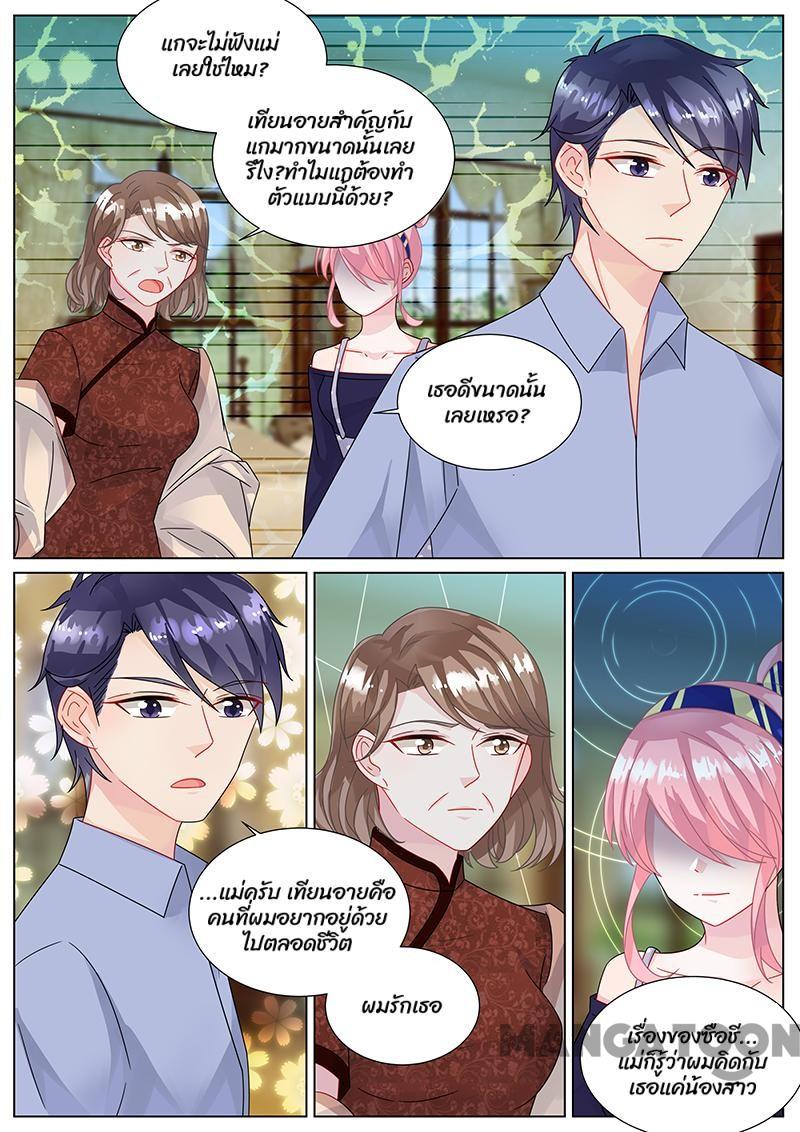 แกจะไม่ฟังแม่
เลยใช่ไหม?
เทียนอายสำคัญกับ
แกมากขนาดนั้นเลย
รึไง?ทำไมแกต้องทำ
ตัวแบบนี้ด้วย?
เธอดีขนาดนั้น
เลยเหรอ?
...แม่ครับ เทียนอายคือ
คนที่ผมอยากอยู่ด้วย
ไปตลอดชีวิต
ผมรักเธอ
เรื่องของซือชี...
แม่ก็รู้ว่าผมคิดกับ
เธอแค่น้องสาว
MANGATOON